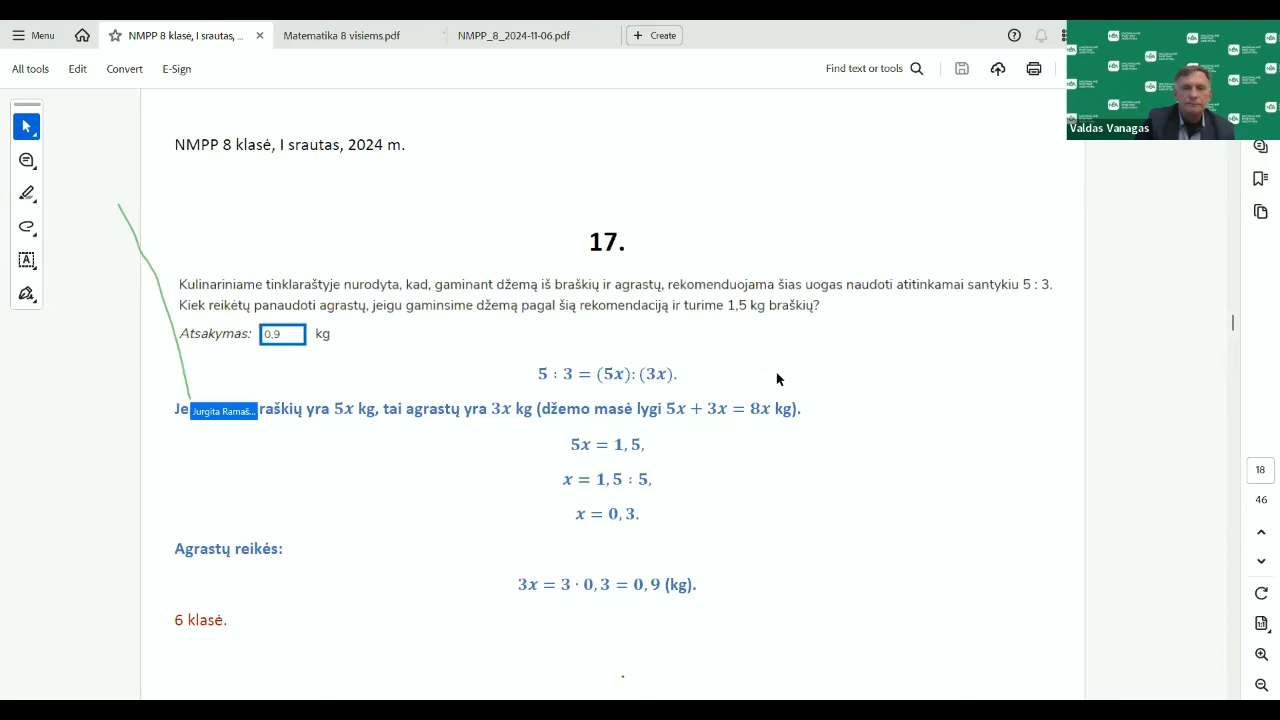 Menu
NMPP 8 klasė, I srautas, ...
Matematika 8 visiems.pdf
NMPP_8_2024-11-06.pdf
Create
All tools Edit Convert E-Sign
Find text or tools
Valdas Vanagas
NMPP 8 klasė, I srautas, 2024 m.
17.
Kulinariniame tinklaraštyje nurodyta, kad, gaminant džemą iš braškių ir agrastų, rekomenduojama šias uogas naudoti atitinkamai santykiu 5 : 3.
Kiek reikėtų panaudoti agrastų, jeigu gaminsime džemą pagal šią rekomendaciją ir turime 1,5 kg braškių?
Atsakymas: 0,9 kg
5 : 3 = (5x): (3x).
Je Jurgita Ramaš... raškių yra 5x kg, tai agrastų yra 3x kg (džemo masė lygi 5x + 3x = 8x kg).
5x = 1,5,
x = 1,5 : 5,
x = 0,3.
Agrastų reikės:
3x = 3 · 0,3 = 0,9 (kg).
6 klasė.
18
46